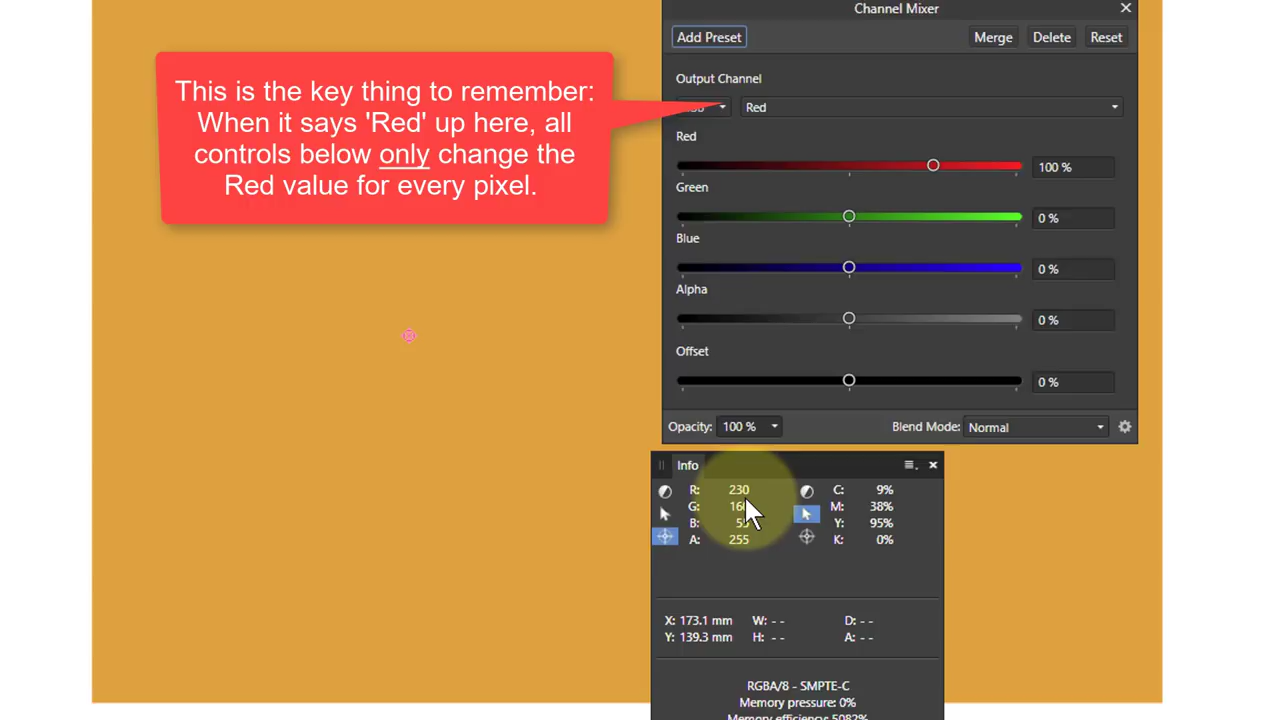 Channel Mixer
Add Preset
Merge
Delete
Reset
This is the key thing to remember:
When it says 'Red' up here, all
controls below only change the
Red value for every pixel.
Output Channel
Red
Red
100 %
Green
0 %
Blue
0 %
Alpha
0 %
Offset
0 %
Opacity: 100 %
Blend Mode: Normal
Info
R: 230 C: 9%
G: M: 38%
B: Y: 95%
A: 255 K: 0%
X: 173.1 mm W: - - D: - -
Y: 139.3 mm H: - - A: - -
RGBA/8 - SMPTE-C
Memory pressure: 0%
Memory efficiency: 5082%